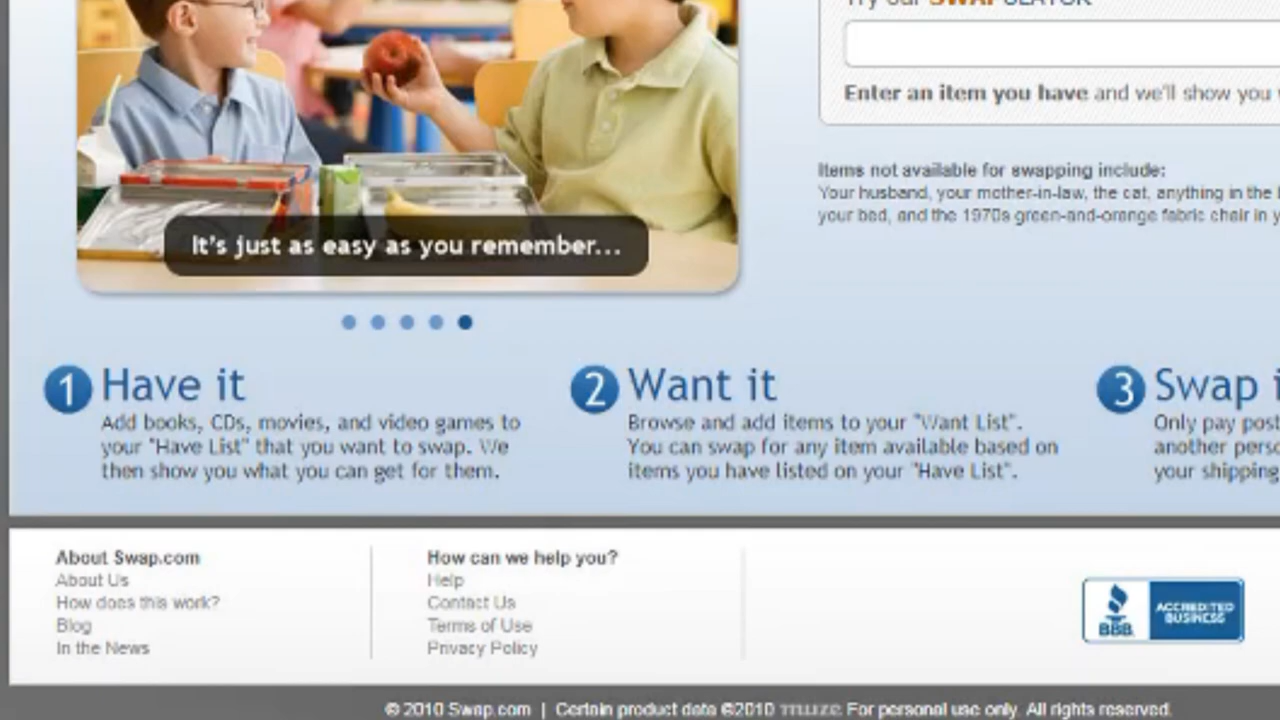 Try our SWAPULATOR
Enter an item you have and we'll show you
Items not available for swapping include:
Your husband, your mother-in-law, the cat, anything in the
your bed, and the 1970s green-and-orange fabric chair in
It's just as easy as you remember...
1 Have it
Add books, CDs, movies, and video games to
your "Have List" that you want to swap. We
then show you what you can get for them.
2 Want it
Browse and add items to your "Want List".
You can swap for any item available based on
items you have listed on your "Have List".
3 Swap
Only pay
another
your shipping
About Swap.com
About Us
How does this work?
Blog
In the News
How can we help you?
Help
Contact Us
Terms of Use
Privacy Policy
BBB
ACCREDITED
BUSINESS
© 2010 Swap.com | Certain product data ©2010 muze For personal use only. All rights reserved.